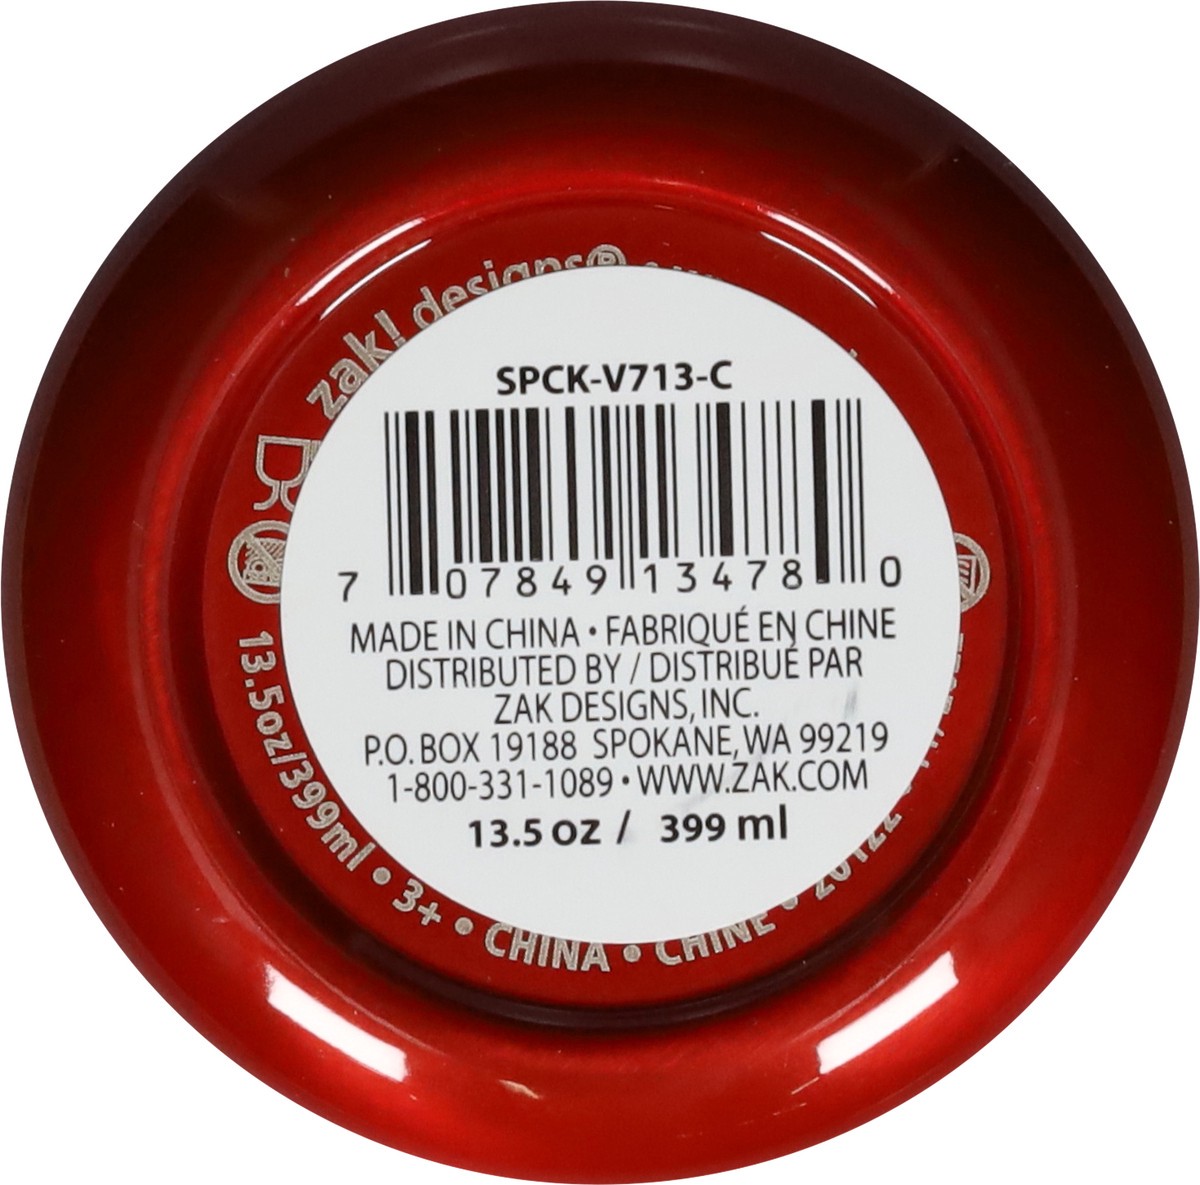 zak! designs®
SPCK-V713-C
7 07849 13478 0
MADE IN CHINA • FABRIQUÉ EN CHINE
DISTRIBUTED BY / DISTRIBUÉ PAR
ZAK DESIGNS, INC.
P.O. BOX 19188 SPOKANE, WA 99219
1-800-331-1089 • WWW.ZAK.COM
13.5 oz / 399 ml
13.5oz/399ml • 3+ • CHINA • CHINE •